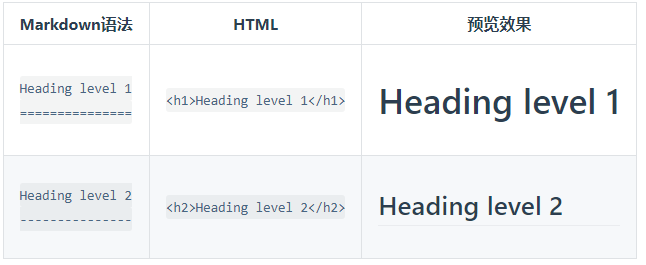 Markdown语法 HTML 预览效果
Heading level 1
===============
<h1>Heading level 1</h1>
Heading level 1
Heading level 2
---------------
<h2>Heading level 2</h2>
Heading level 2